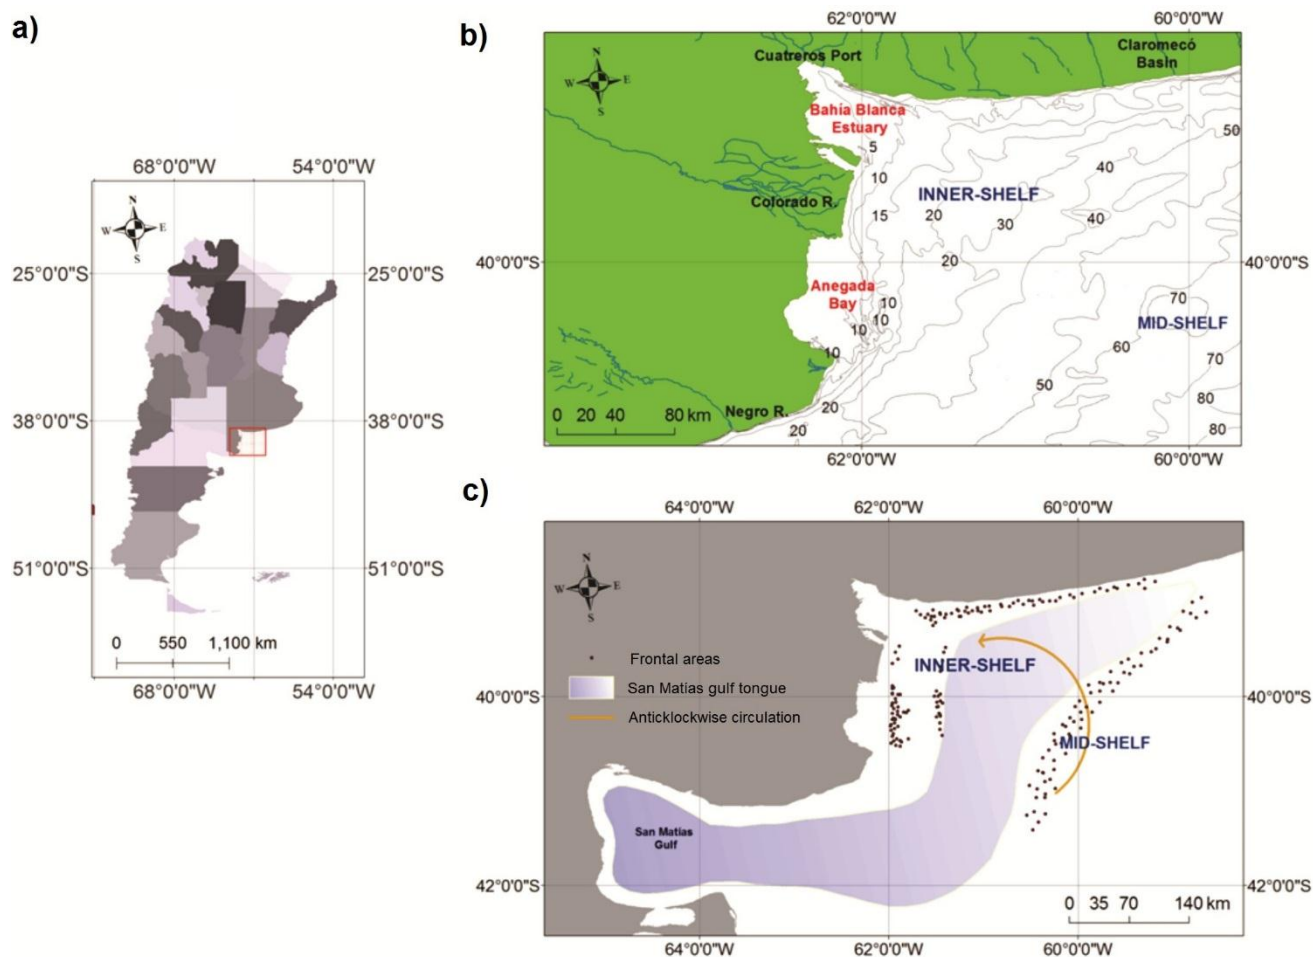 a)
68°0'0"W
54°0'0"W
N
W
E
S
25°0'0"S
25°0'0"S
38°0'0"S
38°0'0"S
51°0'0"S
51°0'0"S
0 550 1,100 km
68°0'0"W
54°0'0"W
b)
62°0'0"W
60°0'0"W
Cuatreros Port
Claromecó
Basin
N
W
E
S
Bahía Blanca
Estuary
50
5
40
10
Colorado R.
INNER-SHELF
15
20
30
40
20
40°0'0"S
40°0'0"S
Anegada
Bay
10
10
10
10
70
MID-SHELF
60
70
50
80
80
Negro R.
20
20
0 20 40 80 km
62°0'0"W
60°0'0"W
c)
64°0'0"W
62°0'0"W
60°0'0"W
N
W
E
S
Frontal areas
San Matías gulf tongue
Anticklockwise circulation
INNER-SHELF
40°0'0"S
40°0'0"S
MID-SHELF
San Matías
Gulf
42°0'0"S
42°0'0"S
0 35 70 140 km
64°0'0"W
62°0'0"W
60°0'0"W